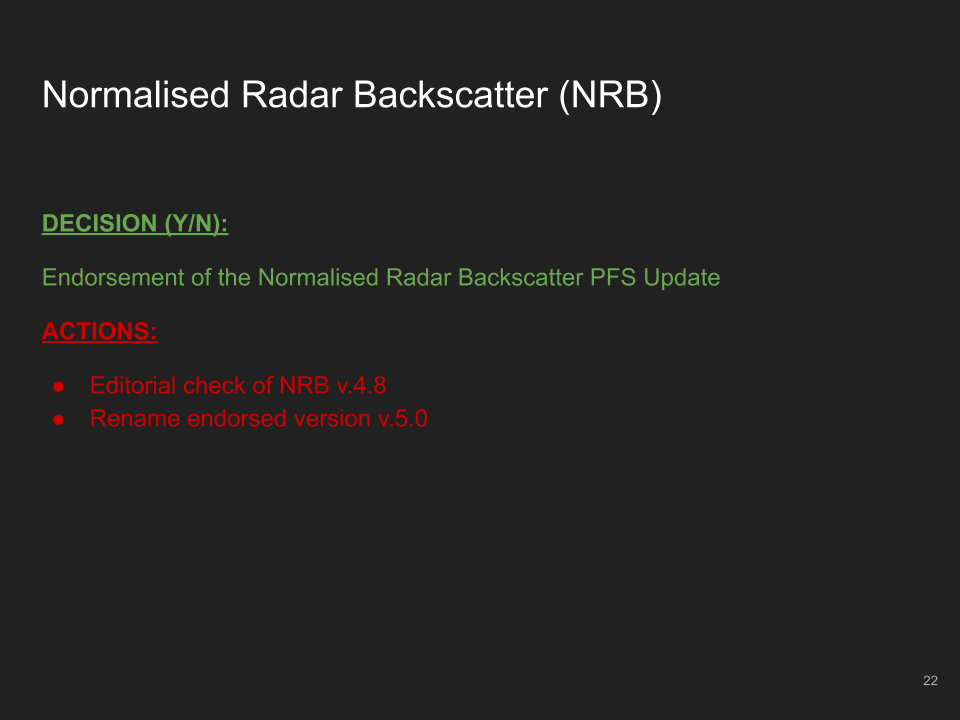 Normalised Radar Backscatter (NRB)
DECISION (Y/N):
Endorsement of the Normalised Radar Backscatter PFS Update
ACTIONS:
● Editorial check of NRB v.4.8
● Rename endorsed version v.5.0
22